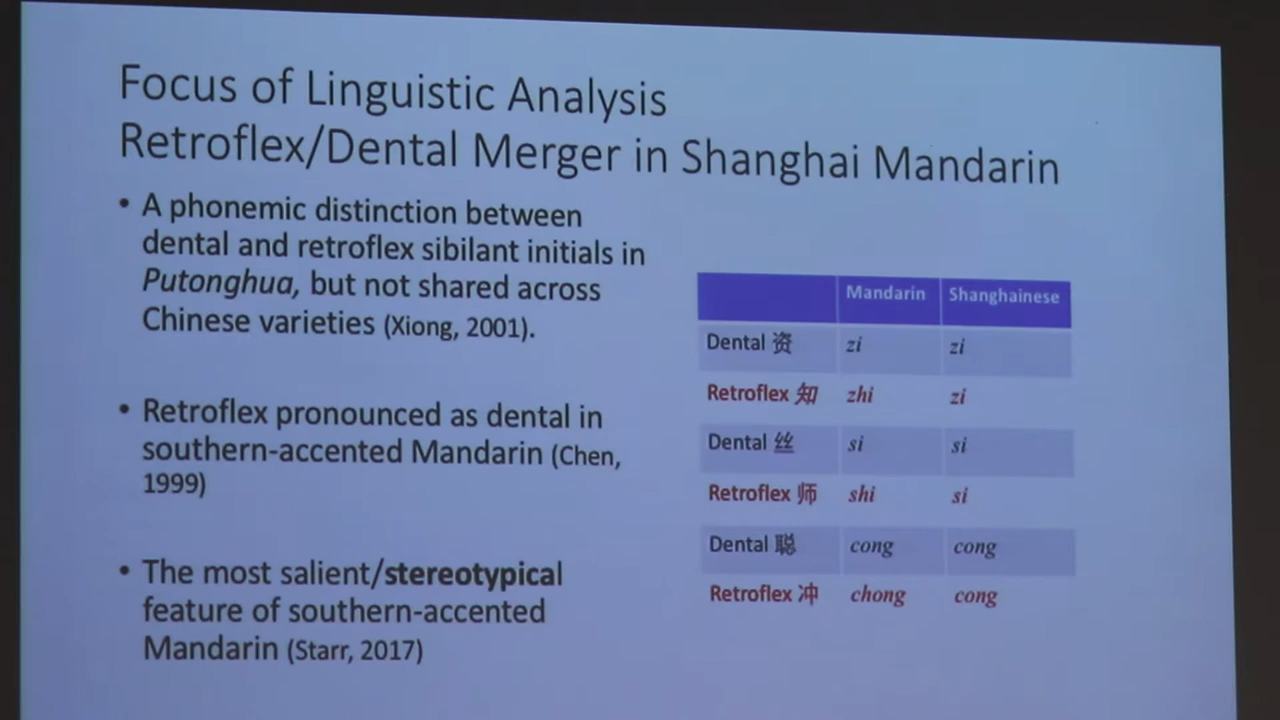 Focus of Linguistic Analysis
Retroflex/Dental Merger in Shanghai Mandarin
• A phonemic distinction between
dental and retroflex sibilant initials in
Putonghua, but not shared across
Chinese varieties (Xiong, 2001).
• Retroflex pronounced as dental in
southern-accented Mandarin (Chen,
1999)
• The most salient/stereotypical
feature of southern-accented
Mandarin (Starr, 2017)
Mandarin Shanghainese
Dental 资 zi zi
Retroflex 知 zhi zi
Dental 丝 si si
Retroflex 师 shi si
Dental 聪 cong cong
Retroflex 冲 chong cong